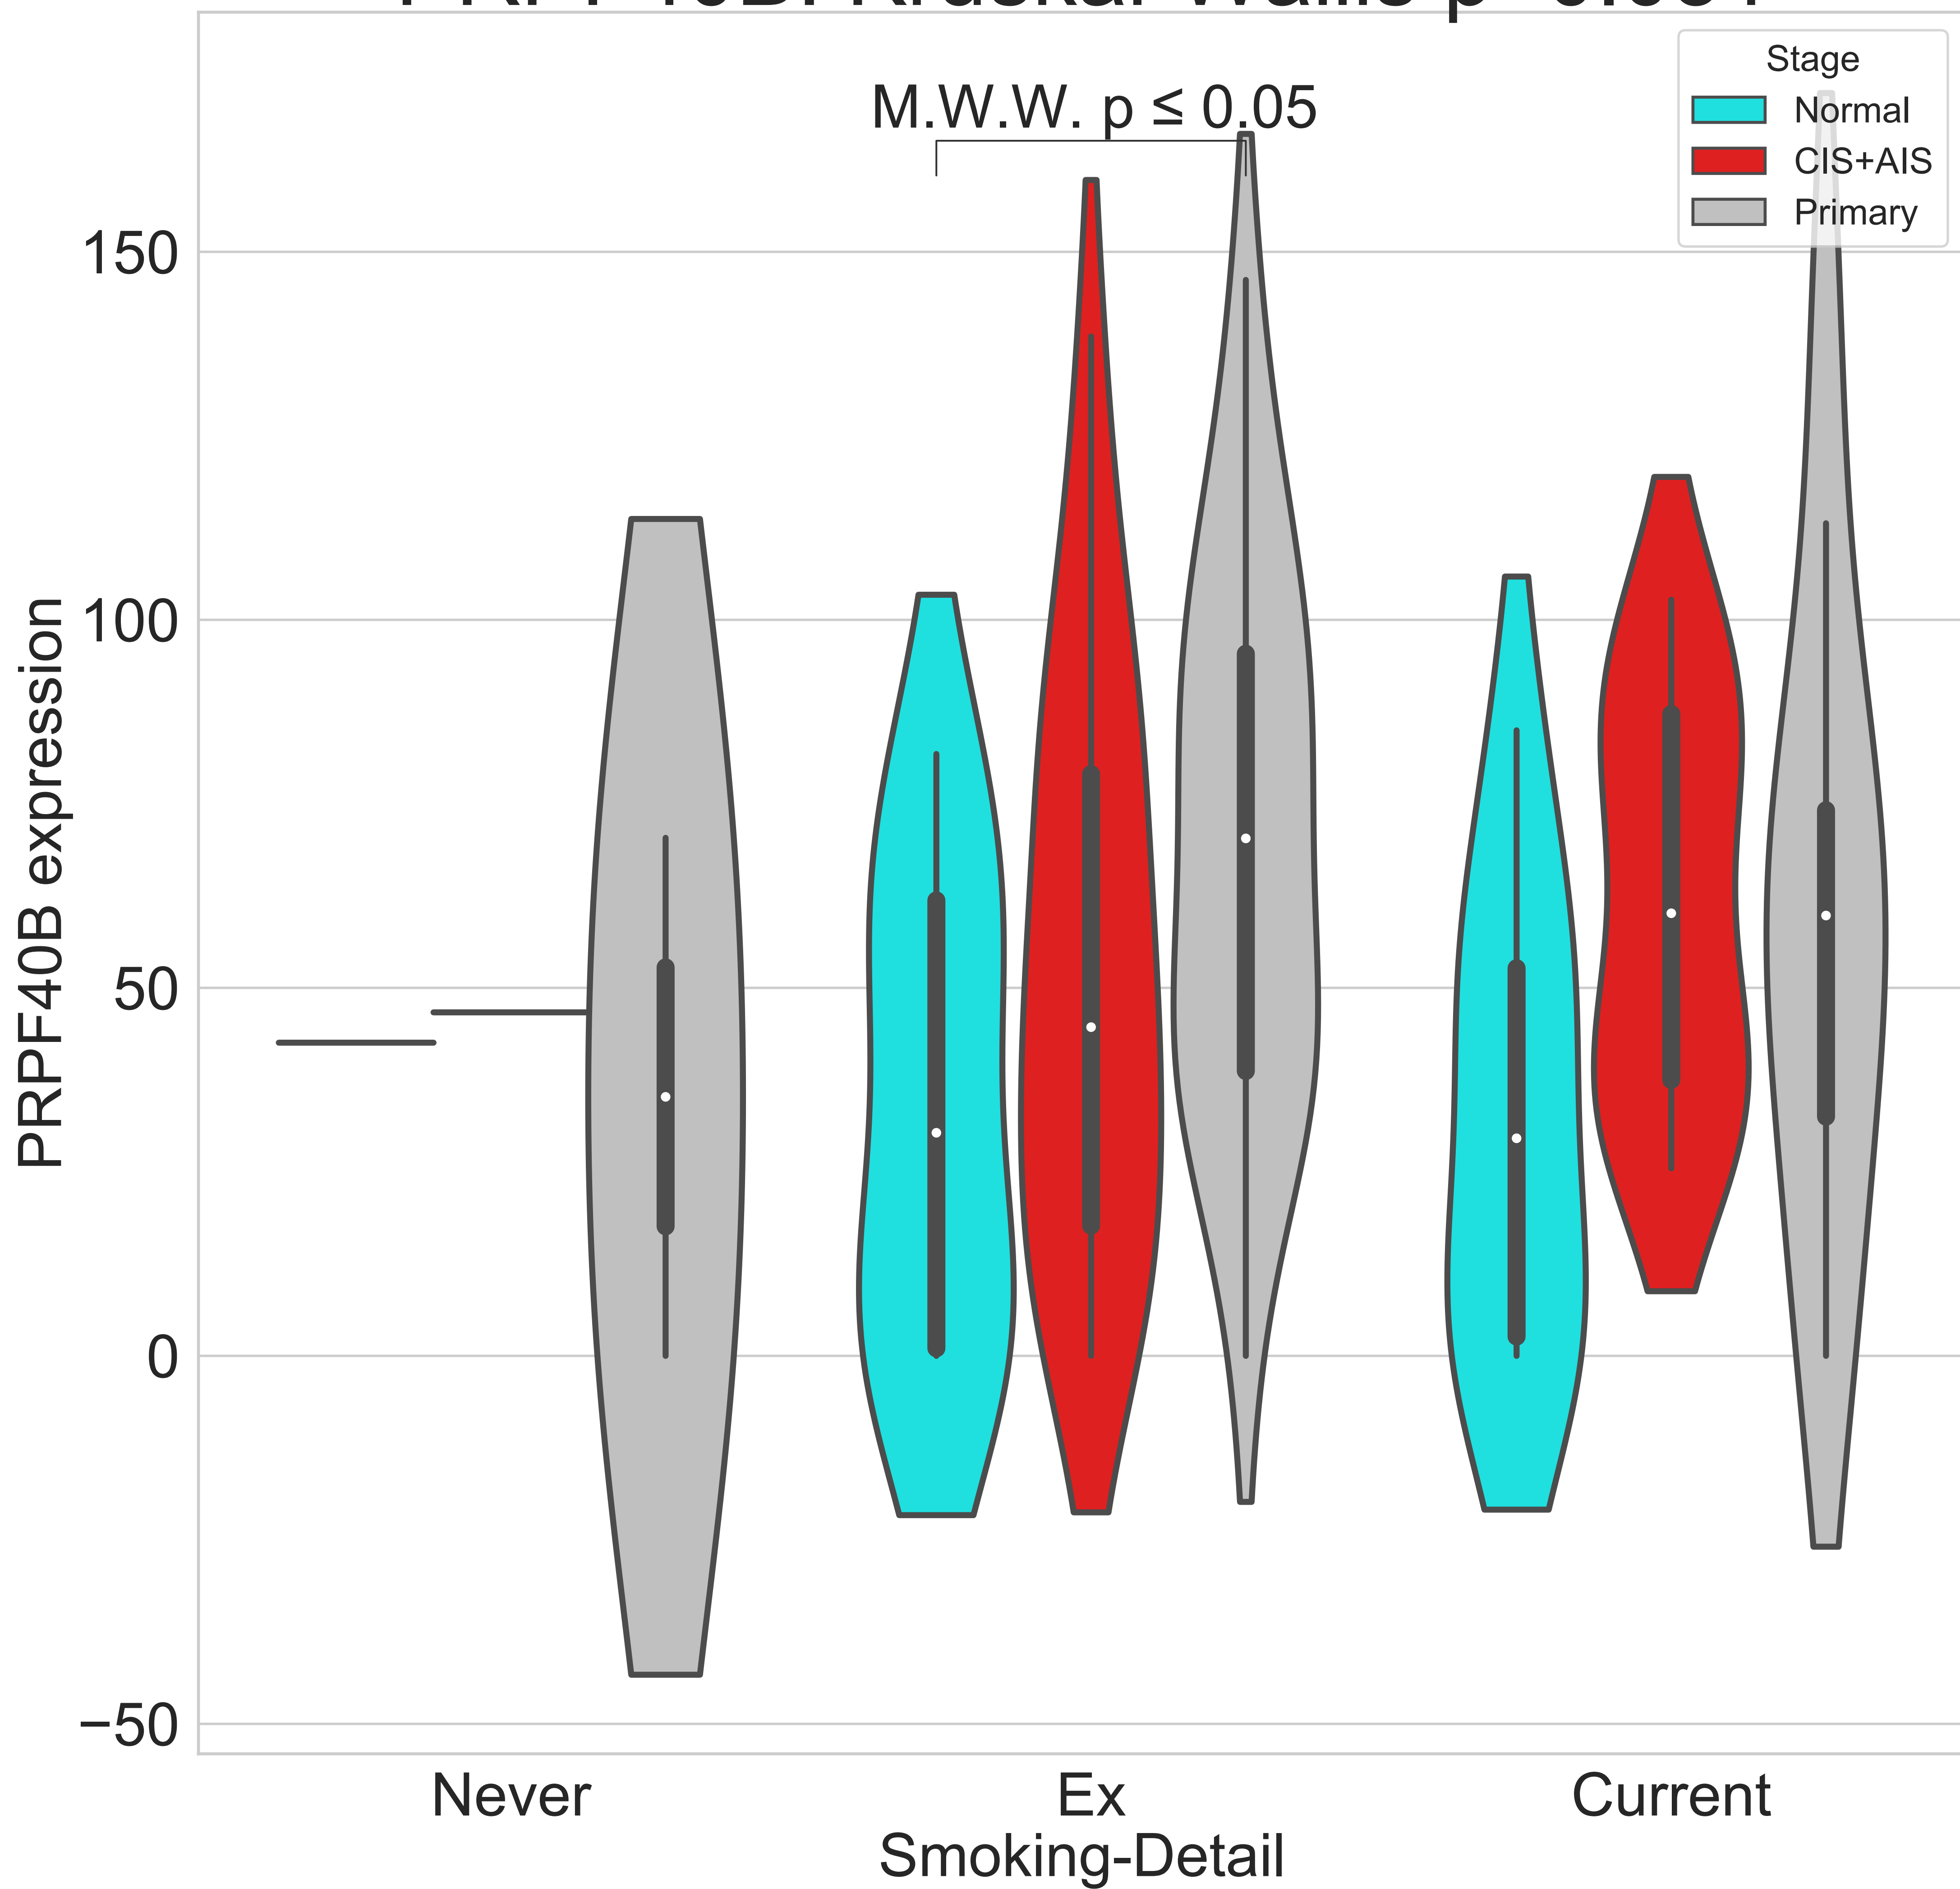 M.W.W. p ≤ 0.05
Stage
Normal
CIS+AIS
Primary
150
100
50
0
−50
PRPF40B expression
Never
Ex
Current
Smoking-Detail